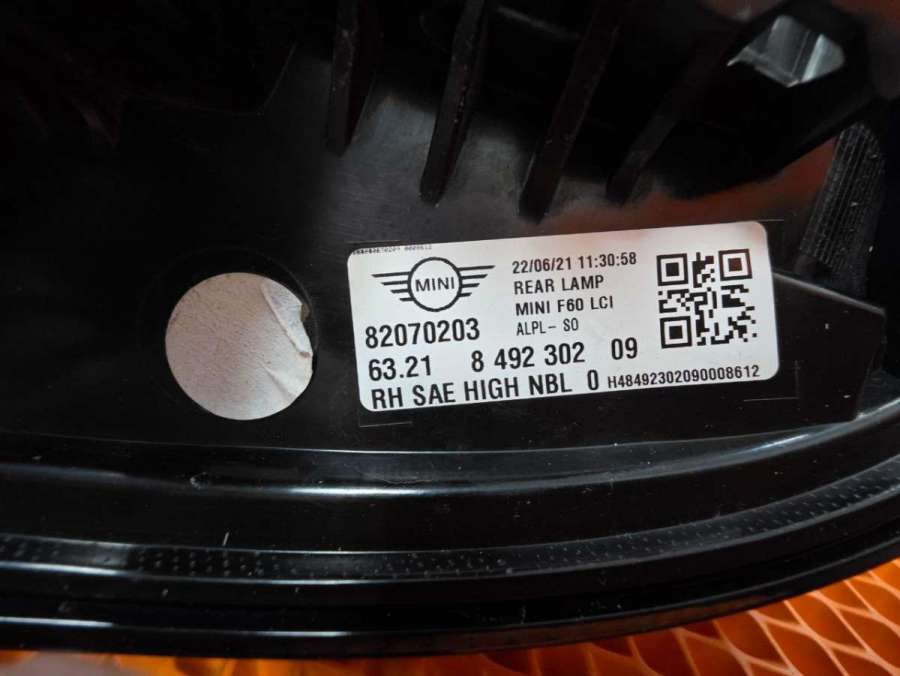 MINI
22/06/21 11:30:58
REAR LAMP
MINI F60 LCI
ALPL- SO
82070203
63.21 8 492 302 09
RH SAE HIGH NBL 0 H48492302090008612